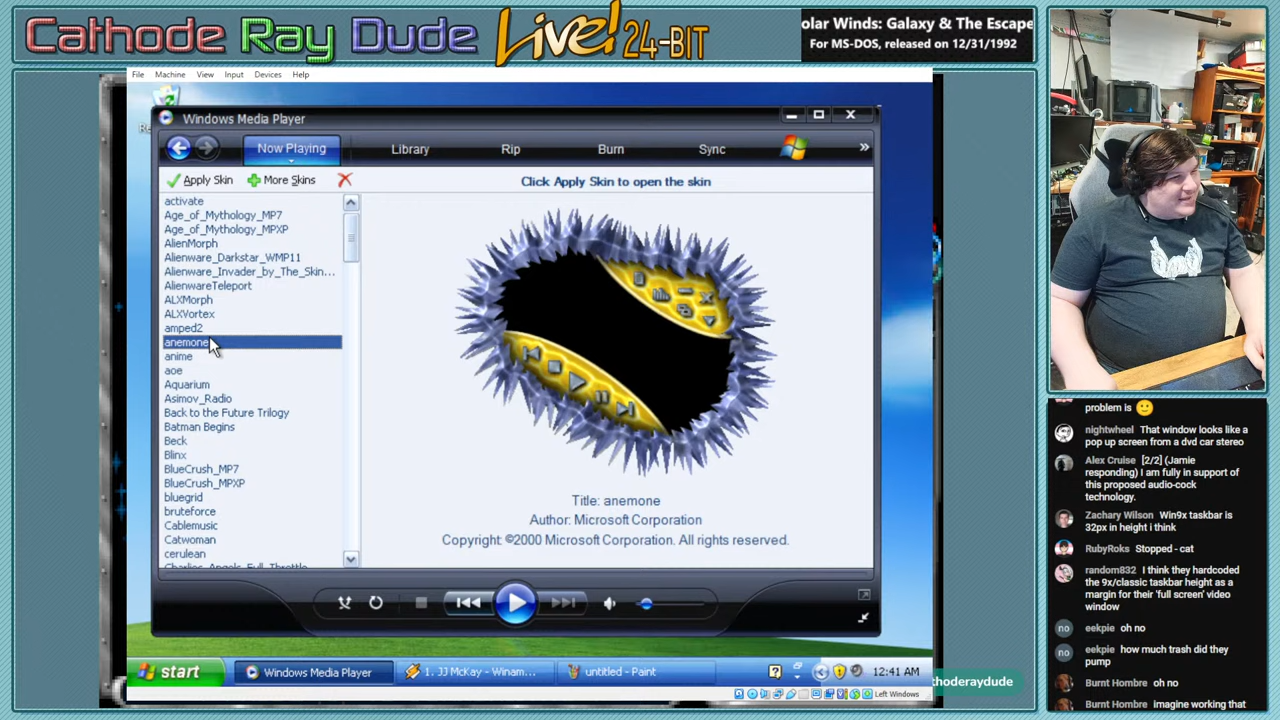 Cathode Ray Dude Live! 24-BIT
olar Winds: Galaxy & The Escape
For MS-DOS, released on 12/31/1992
File Machine View Input Devices Help
Windows Media Player
Now Playing Library Rip Burn Sync »
Apply Skin More Skins
Click Apply Skin to open the skin
activate
Age_of_Mythology_MP7
Age_of_Mythology_MPXP
AlienMorph
Alienware_Darkstar_WMP11
Alienware_Invader_by_The_Skin...
AlienwareTeleport
ALXMorph
ALXVortex
amped2
anemone
anime
aoe
Aquarium
Asimov_Radio
Back to the Future Trilogy
Batman Begins
Beck
Blinx
BlueCrush_MP7
BlueCrush_MPXP
bluegrid
bruteforce
Cablemusic
Catwoman
cerulean
Charlies_Angels_Full_Throttle
Title: anemone
Author: Microsoft Corporation
Copyright: ©2000 Microsoft Corporation. All rights reserved.
start Windows Media Player 1. JJ McKay - Winam... untitled - Paint 12:41 AM
thoderaydude
Left Windows
problem is
nightwheel That window looks like a
pop up screen from a dvd car stereo
Alex Cruise [2/2] (Jamie
responding) I am fully in support of
this proposed audio-cock
technology.
Zachary Wilson Win9x taskbar is
32px in height i think
RubyRoks Stopped - cat
random832 I think they hardcoded
the 9x/classic taskbar height as a
margin for their 'full screen' video
window
no eekpie oh no
no eekpie how much trash did they
pump
Burnt Hombre oh no
Burnt Hombre imagine working that